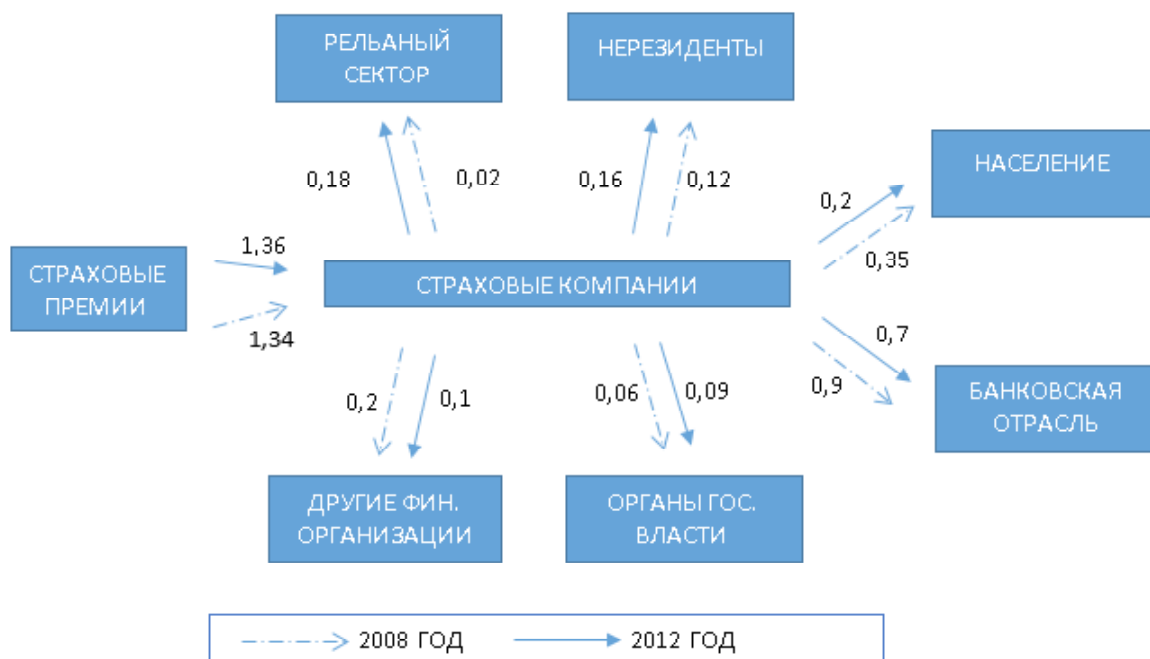 РЕЛЬАНЫЙ
СЕКТОР
НЕРЕЗИДЕНТЫ
НАСЕЛЕНИЕ
0,18
0,02
0,16
0,12
0,2
0,35
1,36
СТРАХОВЫЕ
ПРЕМИИ
СТРАХОВЫЕ КОМПАНИИ
1,34
0,7
0,9
0,2
0,1
0,06
0,09
БАНКОВСКАЯ
ОТРАСЛЬ
ДРУГИЕ ФИН.
ОРГАНИЗАЦИИ
ОРГАНЫ ГОС.
ВЛАСТИ
2008 ГОД
2012 ГОД